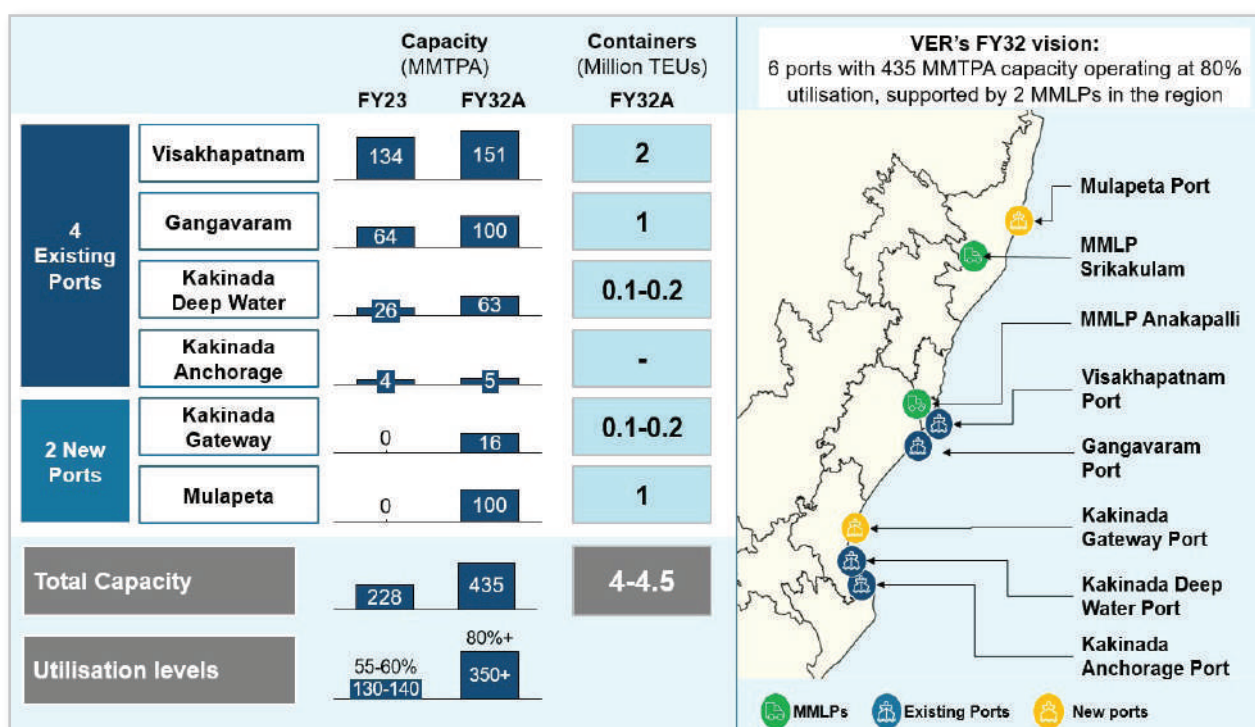 Capacity
(MMTPA)
Containers
(Million TEUs)
FY23
FY32A
FY32A
4
Existing
Ports
Visakhapatnam
134
151
2
Gangavaram
64
100
1
Kakinada
Deep Water
26
63
0.1-0.2
Kakinada
Anchorage
4
5
-
2 New
Ports
Kakinada
Gateway
0
16
0.1-0.2
Mulapeta
0
100
1
Total Capacity
228
435
4-4.5
Utilisation levels
55-60%
130-140
80%+
350+
VER's FY32 vision:
6 ports with 435 MMTPA capacity operating at 80%
utilisation, supported by 2 MMLPs in the region
Mulapeta Port
MMLP
Srikakulam
MMLP Anakapalli
Visakhapatnam
Port
Gangavaram
Port
Kakinada
Gateway Port
Kakinada Deep
Water Port
Kakinada
Anchorage Port
MMLPs
Existing Ports
New ports